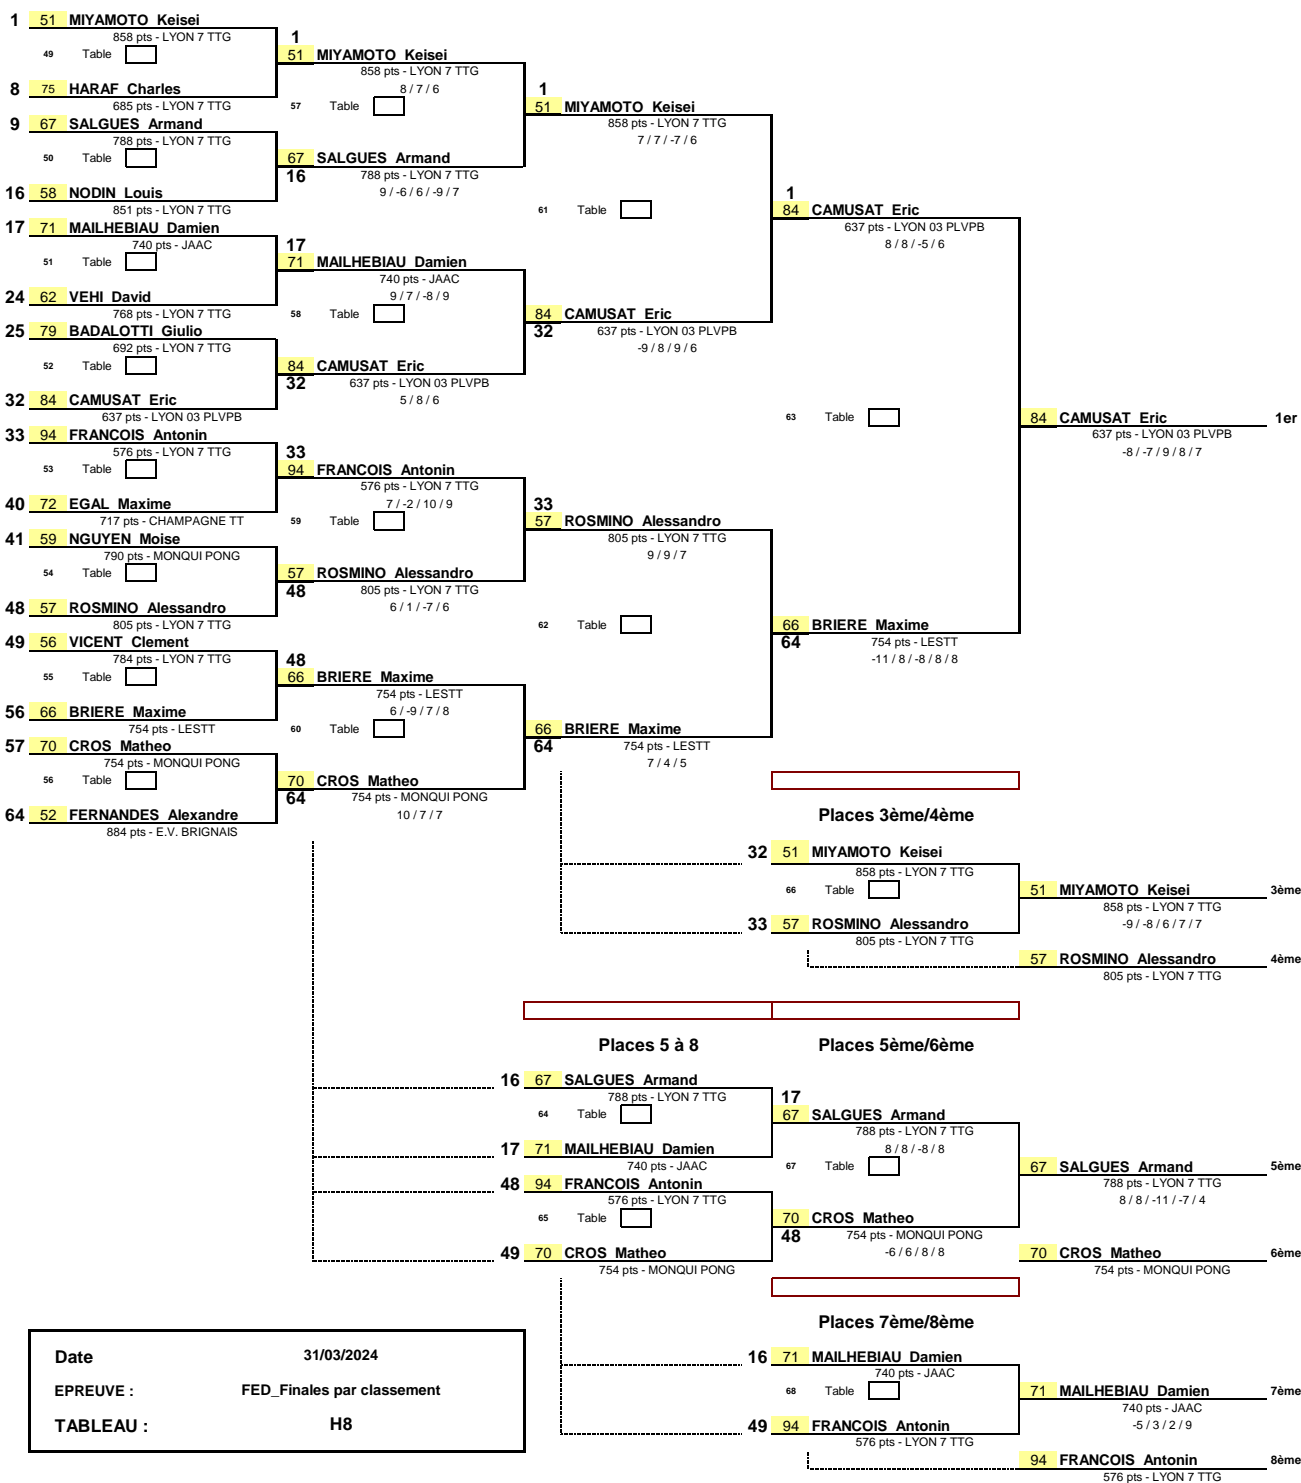 1 51 MIYAMOTO Keisei
858 pts - LYON 7 TTG
49 Table
8 75 HARAF Charles
685 pts - LYON 7 TTG
9 67 SALGUES Armand
788 pts - LYON 7 TTG
50 Table
16 58 NODIN Louis
851 pts - LYON 7 TTG
17 71 MAILHEBIAU Damien
740 pts - JAAC
51 Table
24 62 VEHI David
768 pts - LYON 7 TTG
25 79 BADALOTTI Giulio
692 pts - LYON 7 TTG
52 Table
32 84 CAMUSAT Eric
637 pts - LYON 03 PLVPB
33 94 FRANCOIS Antonin
576 pts - LYON 7 TTG
53 Table
40 72 EGAL Maxime
717 pts - CHAMPAGNE TT
41 59 NGUYEN Moise
790 pts - MONQUI PONG
54 Table
48 57 ROSMINO Alessandro
805 pts - LYON 7 TTG
49 56 VICENT Clement
784 pts - LYON 7 TTG
55 Table
56 66 BRIERE Maxime
754 pts - LESTT
57 70 CROS Matheo
754 pts - MONQUI PONG
56 Table
64 52 FERNANDES Alexandre
884 pts - E.V. BRIGNAIS
1
51 MIYAMOTO Keisei
858 pts - LYON 7 TTG
8 / 7 / 6
57 Table
67 SALGUES Armand
16 788 pts - LYON 7 TTG
9 / -6 / 6 / -9 / 7
17
71 MAILHEBIAU Damien
740 pts - JAAC
9 / 7 / -8 / 9
58 Table
84 CAMUSAT Eric
32 637 pts - LYON 03 PLVPB
5 / 8 / 6
33
94 FRANCOIS Antonin
576 pts - LYON 7 TTG
7 / -2 / 10 / 9
59 Table
57 ROSMINO Alessandro
48 805 pts - LYON 7 TTG
6 / 1 / -7 / 6
48
66 BRIERE Maxime
754 pts - LESTT
6 / -9 / 7 / 8
60 Table
70 CROS Matheo
64 754 pts - MONQUI PONG
10 / 7 / 7
1
51 MIYAMOTO Keisei
858 pts - LYON 7 TTG
7 / 7 / -7 / 6
61 Table
84 CAMUSAT Eric
32 637 pts - LYON 03 PLVPB
-9 / 8 / 9 / 6
33
57 ROSMINO Alessandro
805 pts - LYON 7 TTG
9 / 9 / 7
62 Table
66 BRIERE Maxime
64 754 pts - LESTT
7 / 4 / 5
1
84 CAMUSAT Eric
637 pts - LYON 03 PLVPB
8 / 8 / -5 / 6
63 Table
66 BRIERE Maxime
64 754 pts - LESTT
-11 / 8 / -8 / 8 / 8
84 CAMUSAT Eric 1er
637 pts - LYON 03 PLVPB
-8 / -7 / 9 / 8 / 7
Places 3ème/4ème
32 51 MIYAMOTO Keisei
858 pts - LYON 7 TTG
66 Table
33 57 ROSMINO Alessandro
805 pts - LYON 7 TTG
51 MIYAMOTO Keisei 3ème
858 pts - LYON 7 TTG
-9 / -8 / 6 / 7 / 7
57 ROSMINO Alessandro 4ème
805 pts - LYON 7 TTG
Places 5 à 8
16 67 SALGUES Armand
788 pts - LYON 7 TTG
64 Table
17 71 MAILHEBIAU Damien
740 pts - JAAC
48 94 FRANCOIS Antonin
576 pts - LYON 7 TTG
65 Table
49 70 CROS Matheo
754 pts - MONQUI PONG
Places 5ème/6ème
17
67 SALGUES Armand
788 pts - LYON 7 TTG
8 / 8 / -8 / 8
67 Table
70 CROS Matheo
48 754 pts - MONQUI PONG
-6 / 6 / 8 / 8
67 SALGUES Armand 5ème
788 pts - LYON 7 TTG
8 / 8 / -11 / -7 / 4
70 CROS Matheo 6ème
754 pts - MONQUI PONG
Places 7ème/8ème
16 71 MAILHEBIAU Damien
740 pts - JAAC
68 Table
49 94 FRANCOIS Antonin
576 pts - LYON 7 TTG
71 MAILHEBIAU Damien 7ème
740 pts - JAAC
-5 / 3 / 2 / 9
94 FRANCOIS Antonin 8ème
576 pts - LYON 7 TTG
Date 31/03/2024
EPREUVE : FED_Finales par classement
TABLEAU : H8